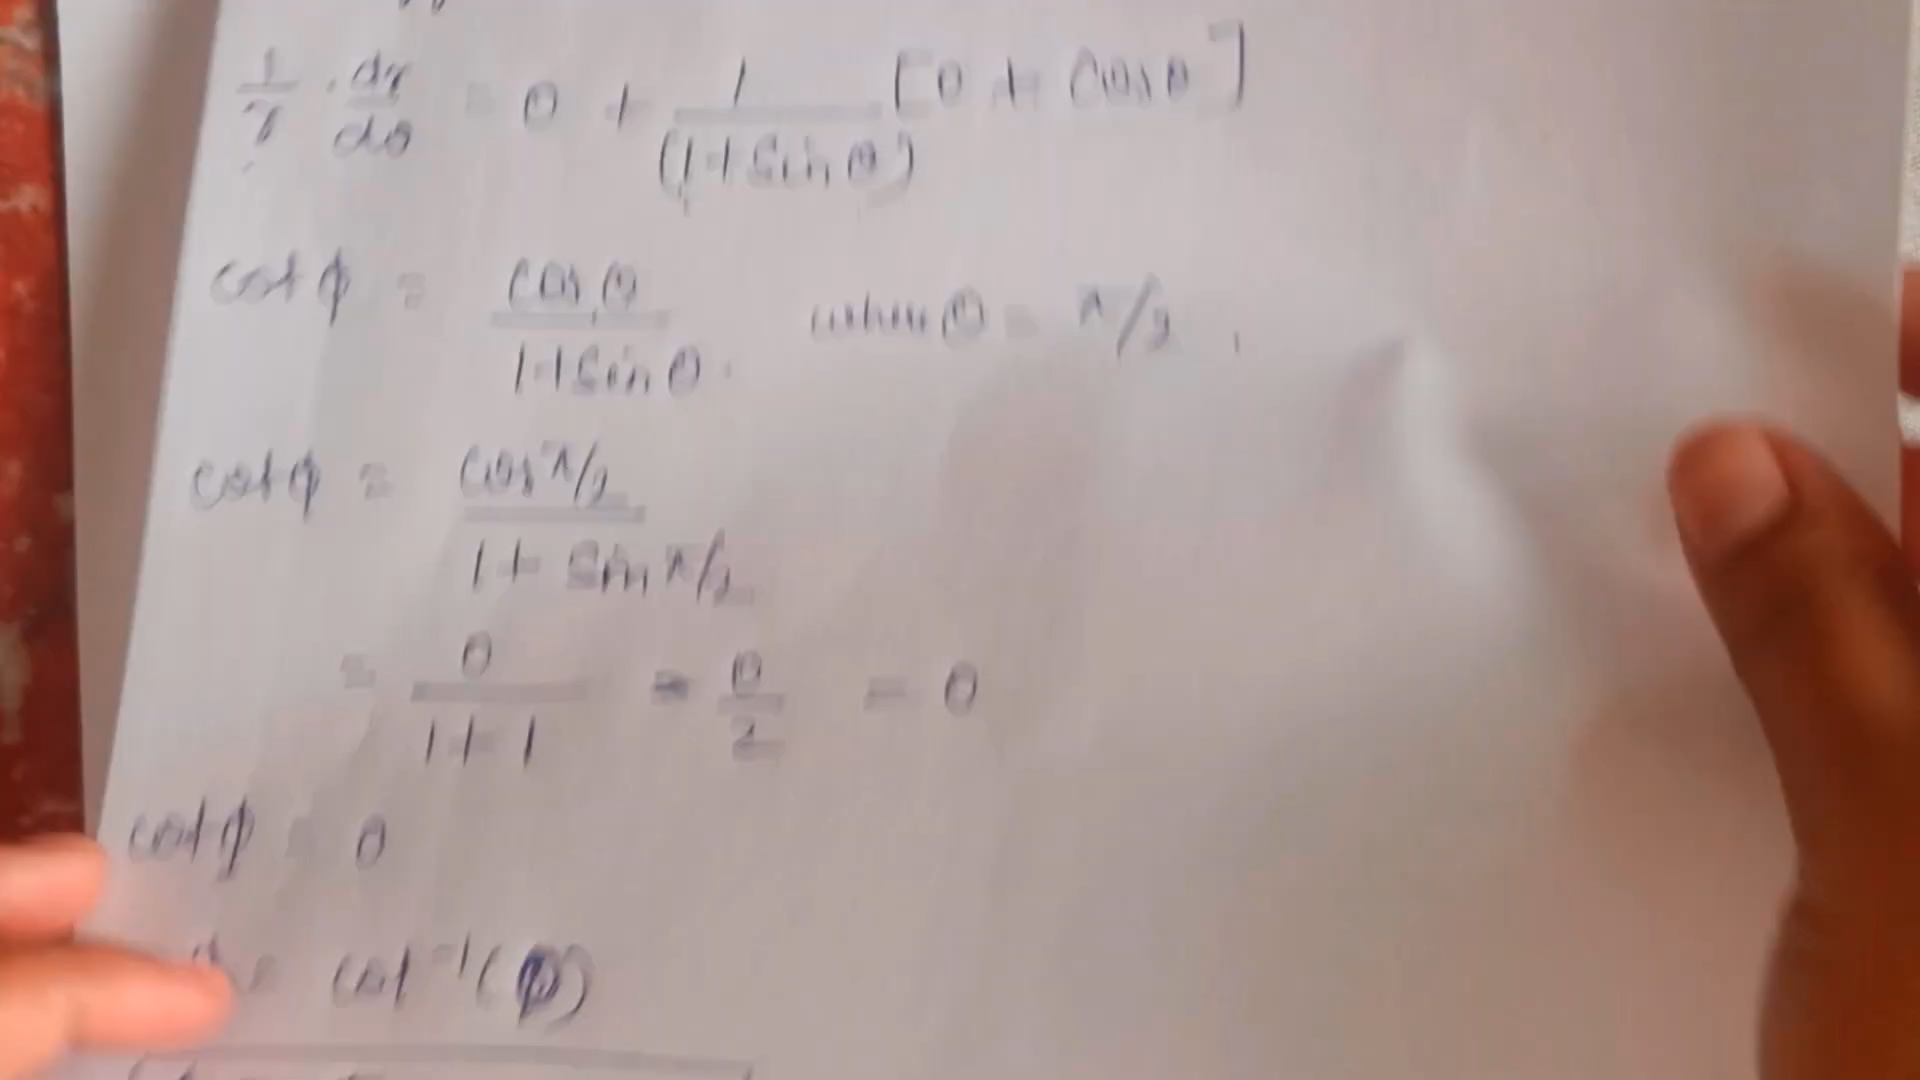 1/r · dr/dθ = 0 + 1/(1+sin θ) [0 + cos θ]
cot ϕ = cos θ/1+sin θ. when θ = π/2.
cot ϕ = cos π/2/1+ sin π/2
= 0/1+1 = 0/2 = 0
cot ϕ = 0
= cot⁻¹(0)